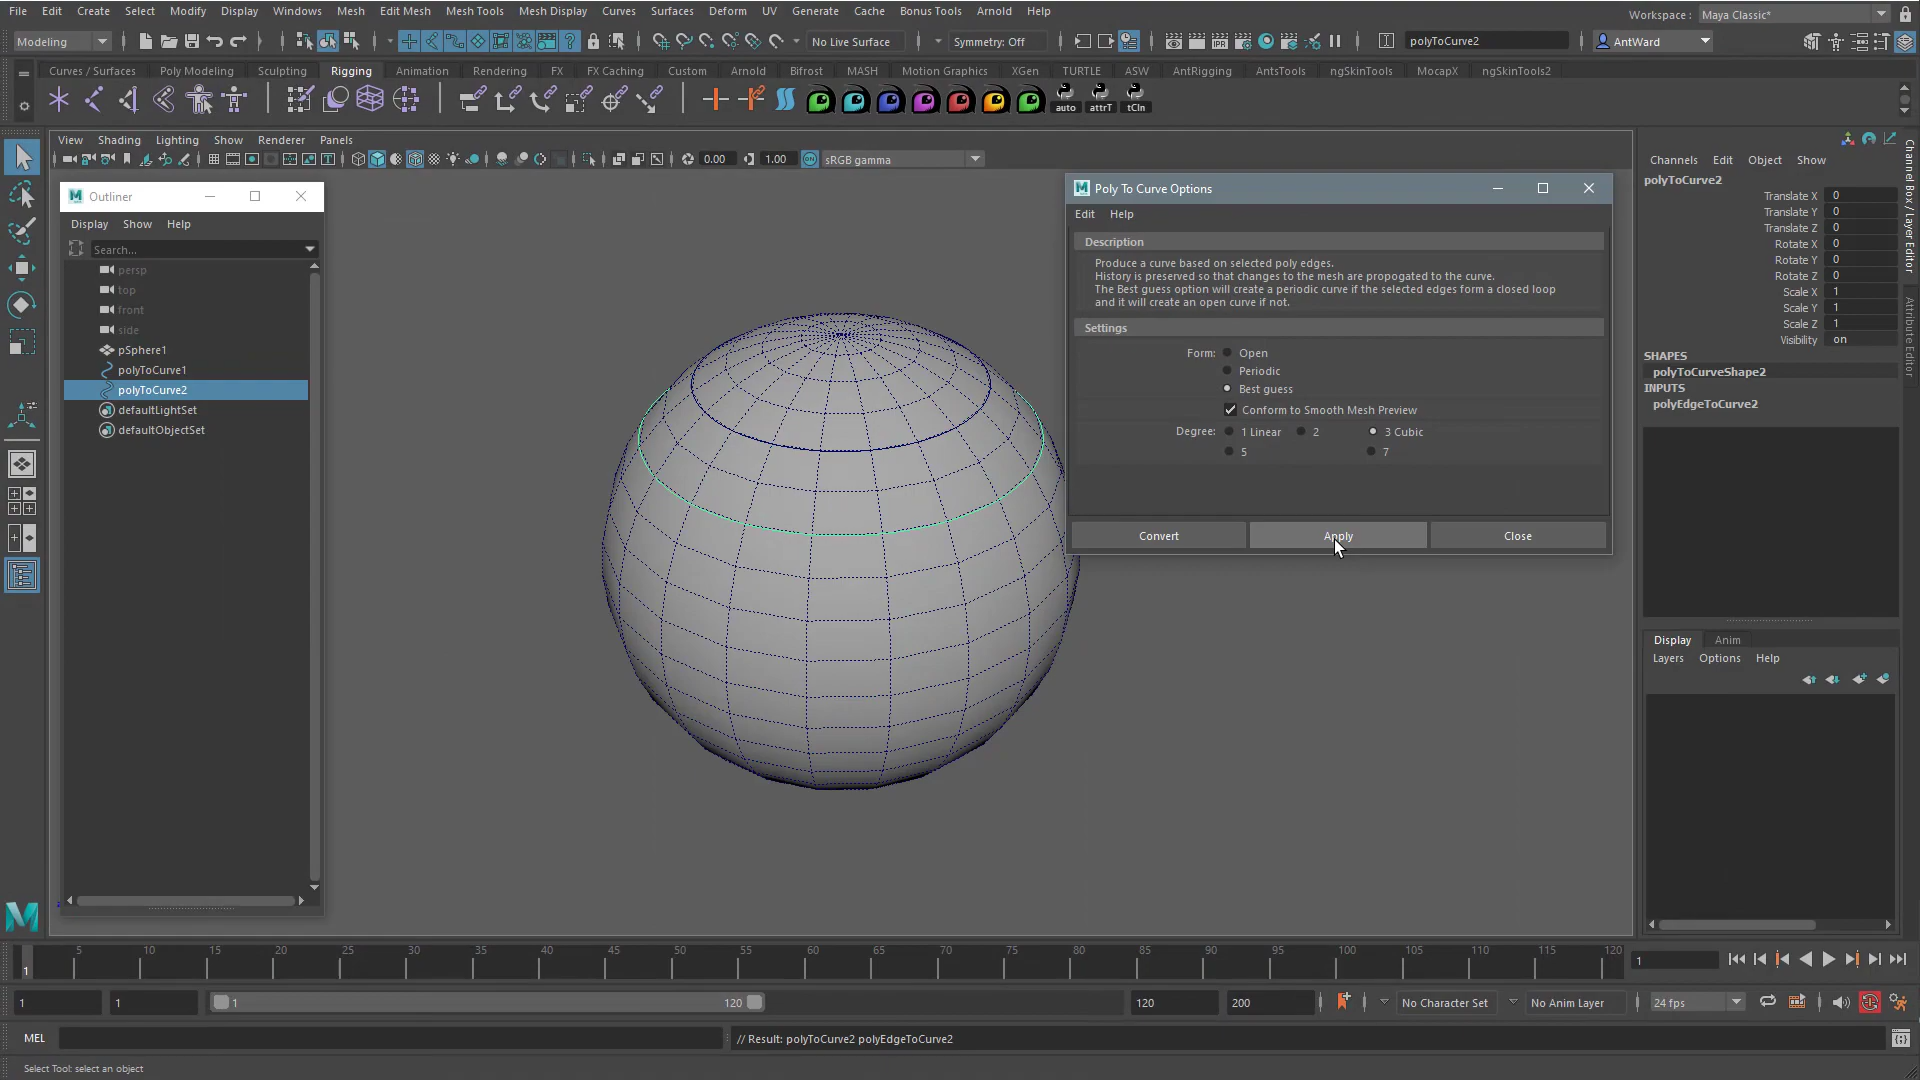 File Edit Create Select Modify Display Windows Mesh Edit Mesh Mesh Tools Mesh Display Curves Surfaces Deform UV Generate Cache Bonus Tools Arnold Help
Workspace : Maya Classic*
Modeling
No Live Surface
Symmetry: Off
polyToCurve2
AntWard
Curves / Surfaces Poly Modeling Sculpting Rigging Animation Rendering FX FX Caching Custom Arnold Bifrost MASH Motion Graphics XGen TURTLE ASW AntRigging AntsTools ngSkinTools MocapX ngSkinTools2
auto attrT tCln
View Shading Lighting Show Renderer Panels
0.00 1.00 ON sRGB gamma
Outliner
Display Show Help
Search...
persp
top
front
side
pSphere1
polyToCurve1
polyToCurve2
defaultLightSet
defaultObjectSet
Poly To Curve Options
Edit Help
Description
Produce a curve based on selected poly edges.
History is preserved so that changes to the mesh are propogated to the curve.
The Best guess option will create a periodic curve if the selected edges form a closed loop
and it will create an open curve if not.
Settings
Form: Open
Periodic
Best guess
Conform to Smooth Mesh Preview
Degree: 1 Linear 2 3 Cubic
5 7
Convert Apply Close
Channels Edit Object Show
polyToCurve2
Translate X 0
Translate Y 0
Translate Z 0
Rotate X 0
Rotate Y 0
Rotate Z 0
Scale X 1
Scale Y 1
Scale Z 1
Visibility on
SHAPES
polyToCurveShape2
INPUTS
polyEdgeToCurve2
Channel Box / Layer Editor
Attribute Editor
Display Anim
Layers Options Help
5 10 15 20 25 30 35 40 45 50 55 60 65 70 75 80 85 90 95 100 105 110 115 120
1
1
1 1 1 120 120 200 No Character Set No Anim Layer 24 fps
MEL // Result: polyToCurve2 polyEdgeToCurve2
Select Tool: select an object